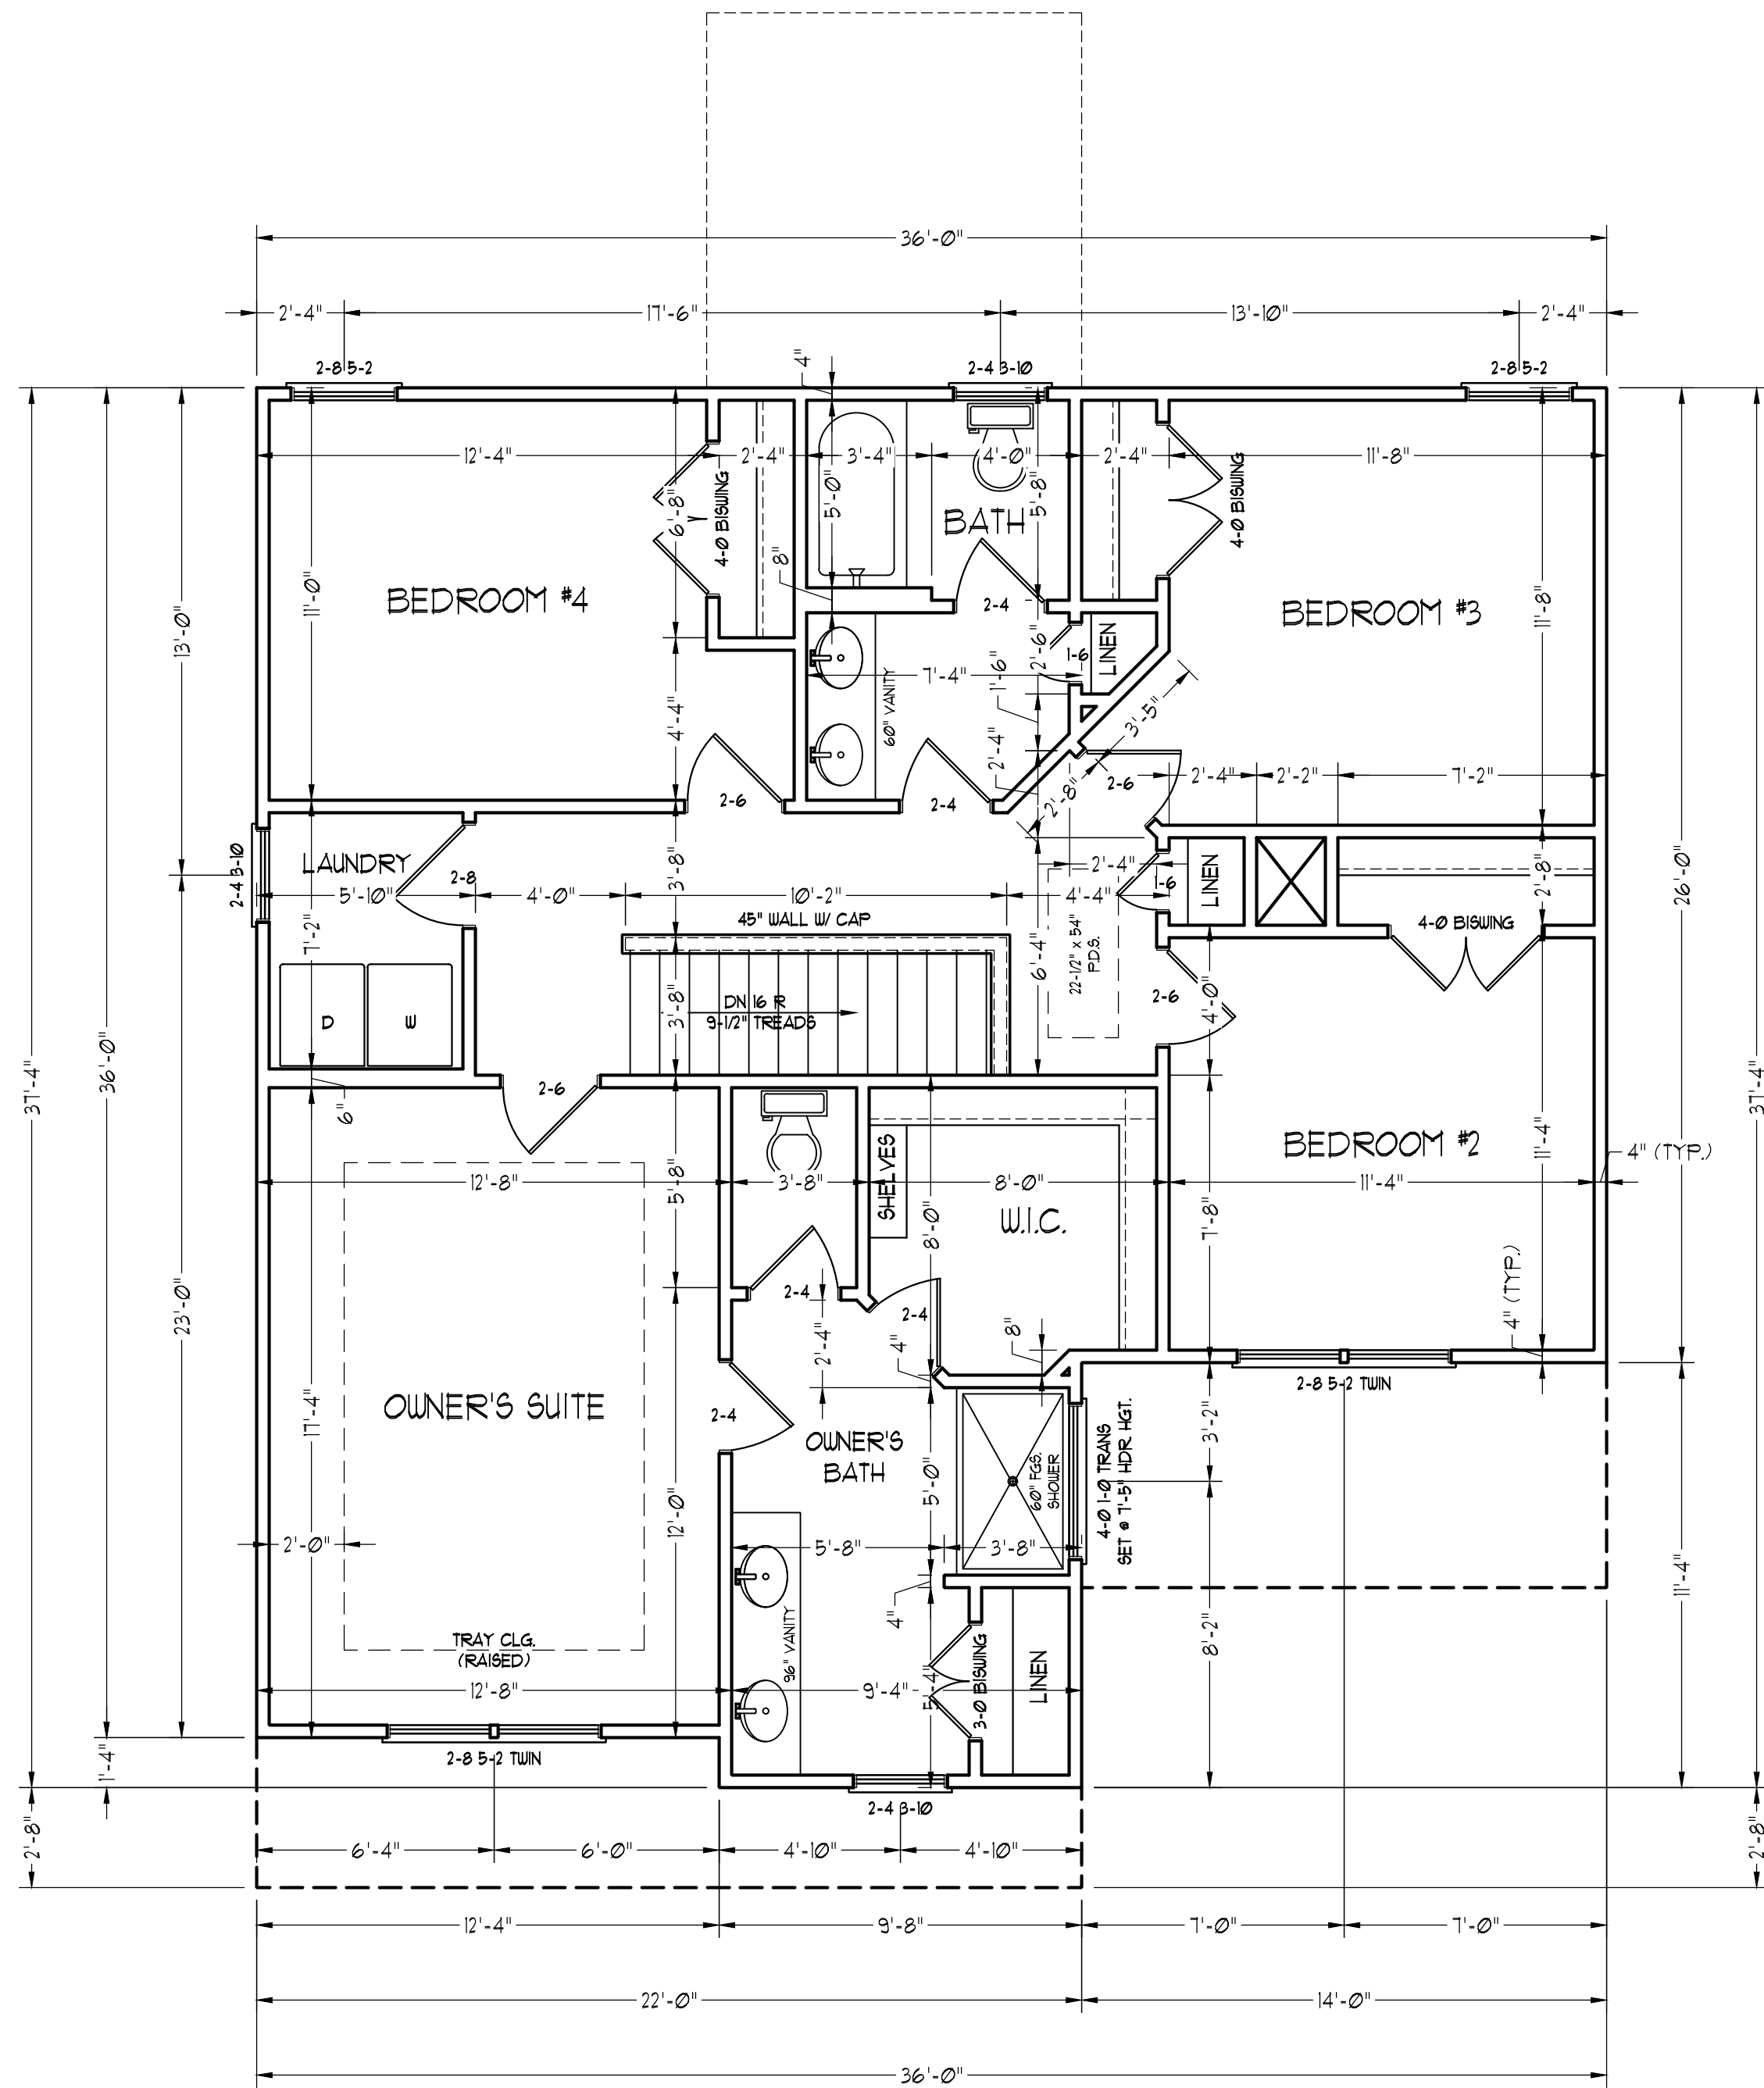 36'-0"
2'-4"
17'-6"
13'-10"
2'-4"
2-8 5-2
4"
2-4 3-10
2-8 5-2
12'-4"
2'-4"
3'-4"
4'-0"
2'-4"
11'-8"
6'-8"
4-0 BISWING
5'-0"
5'-8"
4-0 BISWING
BATH
8"
11'-0"
BEDROOM #4
11'-8"
BEDROOM #3
2-4
13'-0"
2'-6"
1-6
LINEN
7'-4"
1'-6"
60" VANITY
4'-4"
3'-5"
2'-4"
2'-8"
2-6
2'-4"
2'-2"
7'-2"
2-6
2-4
2-4 3-10
LAUNDRY
2-8
3'-8"
2'-4"
1-6
LINEN
2'-8"
26'-0"
5'-10"
4'-0"
10'-2"
4'-4"
7'-2"
45" WALL W/ CAP
4-0 BISWING
6'-4"
22-1/2" x 54"
P.D.S.
2-6
4'-0"
D
W
3'-8"
DN 16 R
9-1/2" TREADS
37'-4"
36'-0"
37'-4"
2-6
6"
5'-8"
SHELVES
BEDROOM #2
11'-4"
4" (TYP.)
12'-8"
3'-8"
8'-0"
11'-4"
8'-0"
W.I.C.
7'-8"
4" (TYP.)
23'-0"
2-4
2-4
2'-4"
4"
8"
17'-4"
OWNER'S SUITE
2-4
OWNER'S
BATH
2-8 5-2 TWIN
4-0 1-0 TRANS
SET @ 7'-5" HDR. HGT.
3'-2"
5'-0"
60" FGS.
SHOWER
12'-0"
2'-0"
5'-8"
3'-8"
4"
11'-4"
8'-2"
TRAY CLG.
(RAISED)
96" VANITY
5'-4"
3-0 BISWING
LINEN
12'-8"
9'-4"
2-8 5-2 TWIN
1'-4"
2-4 3-10
2'-8"
6'-4"
6'-0"
4'-10"
4'-10"
2'-8"
12'-4"
9'-8"
7'-0"
7'-0"
22'-0"
14'-0"
36'-0"